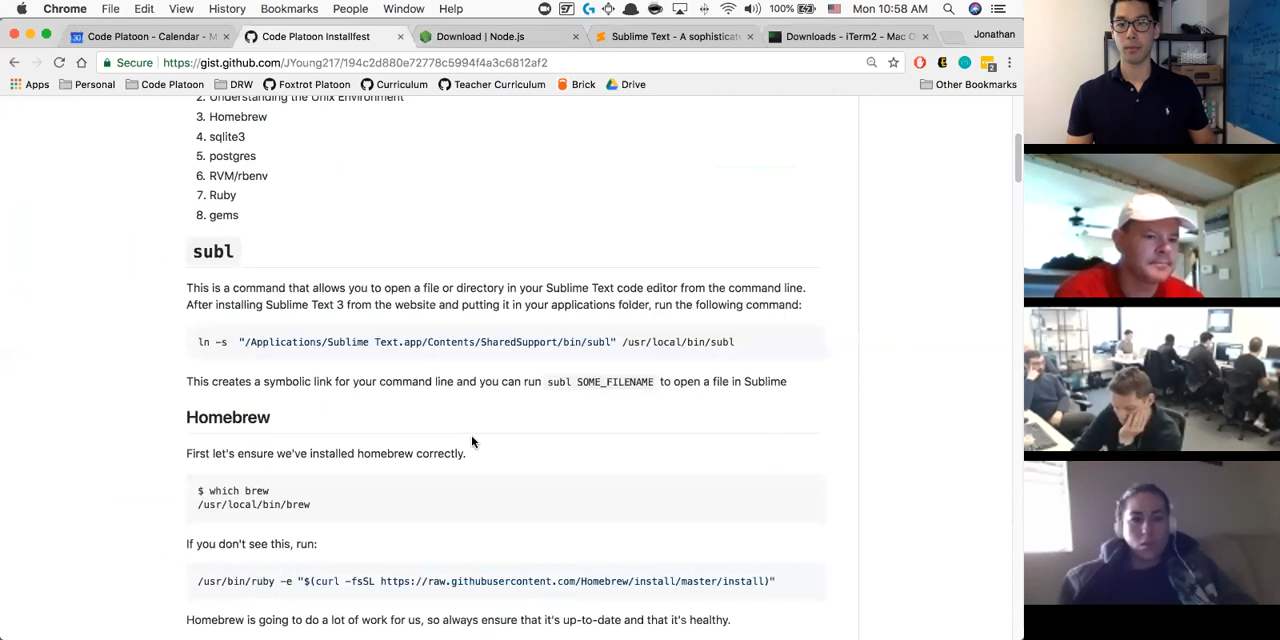 Chrome File Edit View History Bookmarks People Window Help 100% Mon 10:58 AM
Code Platoon - Calendar - M Code Platoon Installfest Download | Node.js Sublime Text - A sophisticat Downloads - iTerm2 - Mac O Jonathan
Secure https://gist.github.com/JYoung217/194c2d880e72778c5994f4a3c6812af2
Apps Personal Code Platoon DRW Foxtrot Platoon Curriculum Teacher Curriculum Brick Drive Other Bookmarks
2. Understanding the Unix Environment
3. Homebrew
4. sqlite3
5. postgres
6. RVM/rbenv
7. Ruby
8. gems
subl
This is a command that allows you to open a file or directory in your Sublime Text code editor from the command line.
After installing Sublime Text 3 from the website and putting it in your applications folder, run the following command:
ln -s "/Applications/Sublime Text.app/Contents/SharedSupport/bin/subl" /usr/local/bin/subl
This creates a symbolic link for your command line and you can run subl SOME_FILENAME to open a file in Sublime
Homebrew
First let's ensure we've installed homebrew correctly.
$ which brew
/usr/local/bin/brew
If you don't see this, run:
/usr/bin/ruby -e "$(curl -fsSL https://raw.githubusercontent.com/Homebrew/install/master/install)"
Homebrew is going to do a lot of work for us, so always ensure that it's up-to-date and that it's healthy.